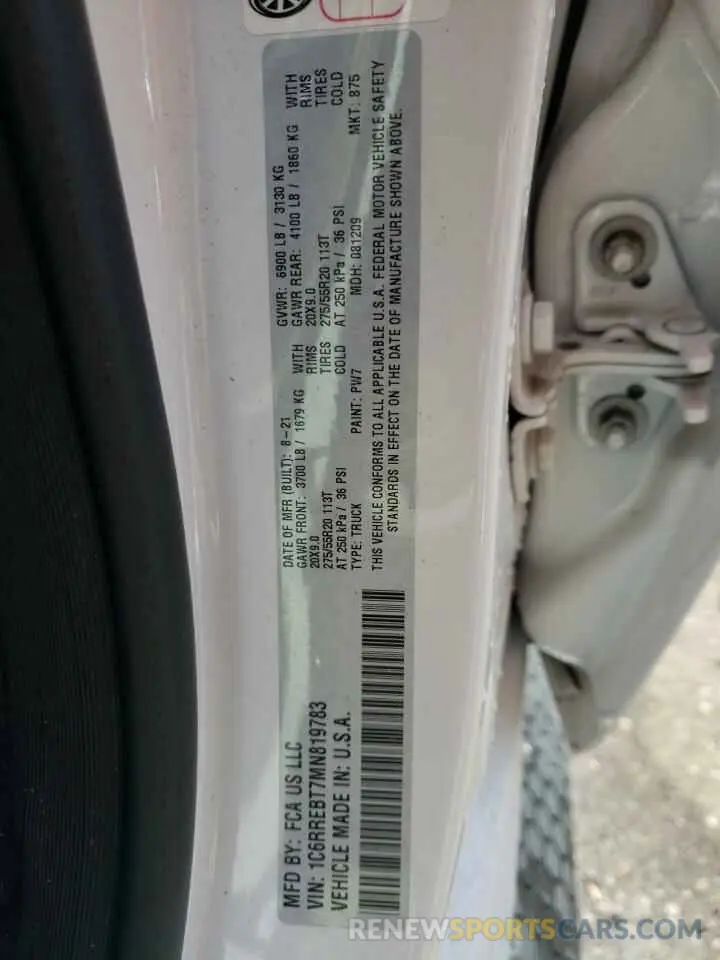 MFD BY: FCA US LLC
VIN: 1C6RREBT7MN819783
VEHICLE MADE IN: U.S.A.
DATE OF MFR (BUILT): 8-21 GVWR: 6900 LB / 3130 KG
GAWR FRONT: 3700 LB / 1679 KG WITH GAWR REAR: 4100 LB / 1860 KG WITH
20X9.0 RIMS 20X9.0 RIMS
275/55R20 113T TIRES 275/55R20 113T TIRES
AT 250 kPa / 36 PSI COLD AT 250 kPa / 36 PSI COLD
TYPE: TRUCK PAINT: PW7 MDH: 081209 MKT: 875
THIS VEHICLE CONFORMS TO ALL APPLICABLE U.S.A. FEDERAL MOTOR VEHICLE SAFETY
STANDARDS IN EFFECT ON THE DATE OF MANUFACTURE SHOWN ABOVE.
RENEWSPORTSCARS.COM